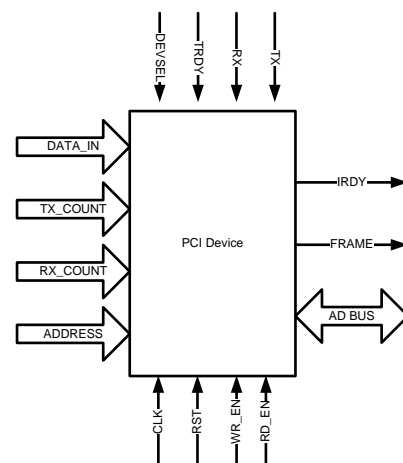 DEVSEL
TRDY
RX
TX
DATA_IN
TX_COUNT
RX_COUNT
ADDRESS
PCI Device
IRDY
FRAME
AD BUS
CLK
RST
WR_EN
RD_EN